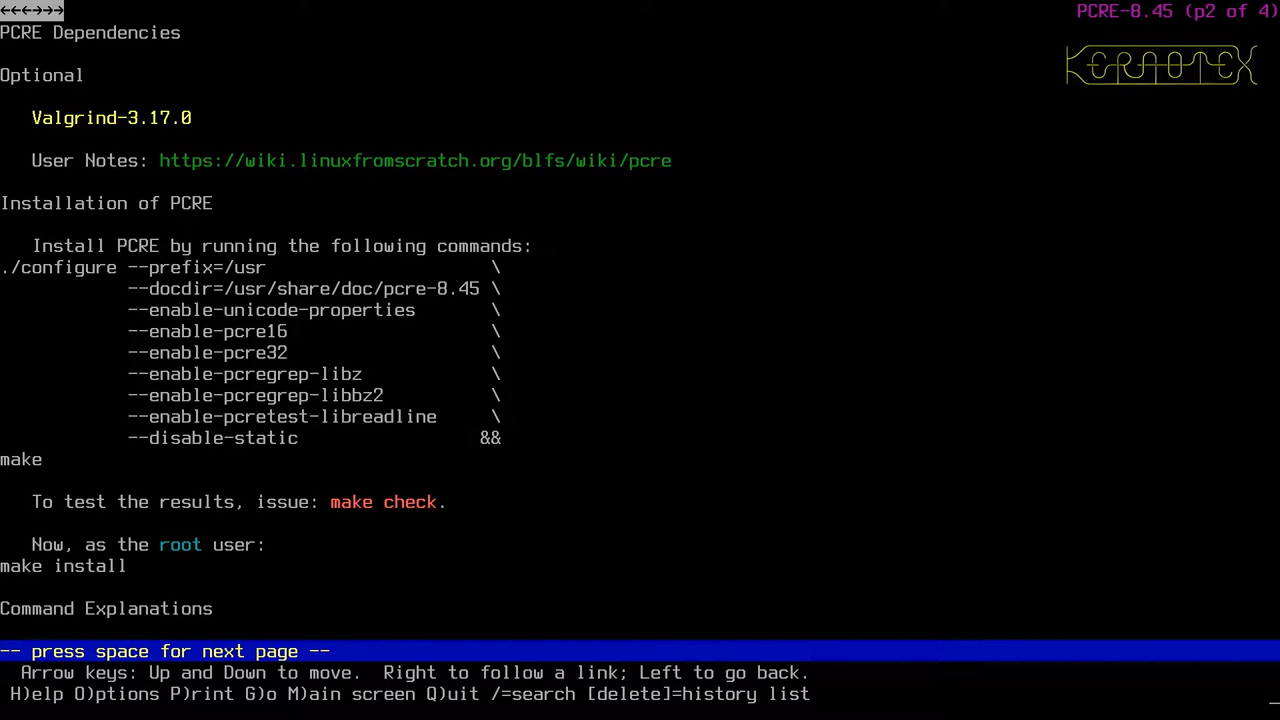 ←←←→→→
PCRE-8.45 (p2 of 4)
PCRE Dependencies
KERNOTEX
Optional
Valgrind-3.17.0
User Notes: https://wiki.linuxfromscratch.org/blfs/wiki/pcre
Installation of PCRE
Install PCRE by running the following commands:
./configure --prefix=/usr \
--docdir=/usr/share/doc/pcre-8.45 \
--enable-unicode-properties \
--enable-pcre16 \
--enable-pcre32 \
--enable-pcregrep-libz \
--enable-pcregrep-libbz2 \
--enable-pcretest-libreadline \
--disable-static &&
make
To test the results, issue: make check.
Now, as the root user:
make install
Command Explanations
-- press space for next page --
Arrow keys: Up and Down to move. Right to follow a link; Left to go back.
H)elp O)ptions P)rint G)o M)ain screen Q)uit /=search [delete]=history list